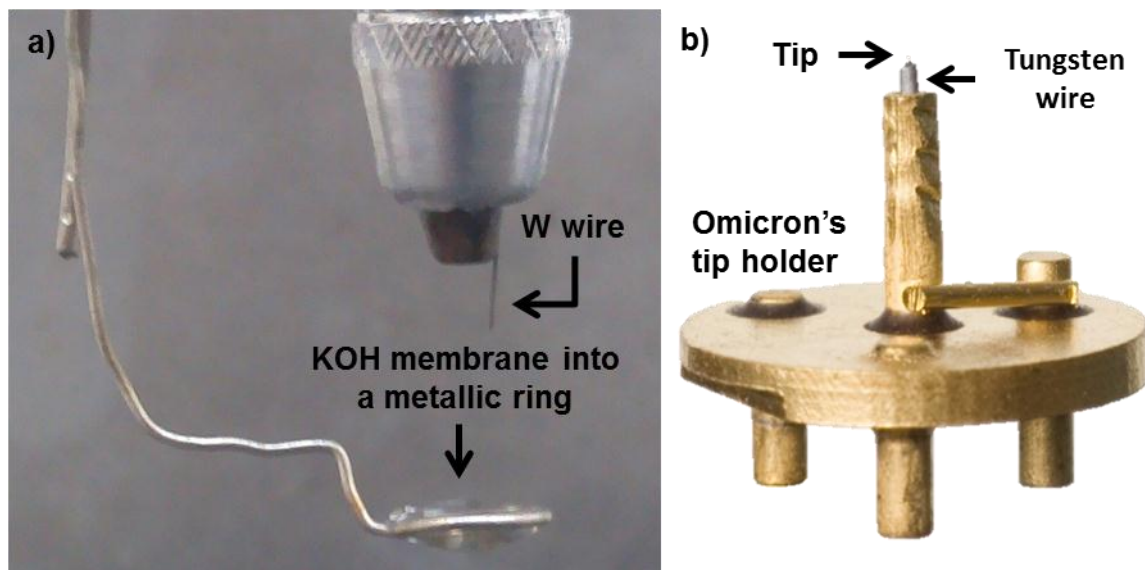 a)
W wire
KOH membrane into
a metallic ring
b)
Tip
Tungsten
wire
Omicron's
tip holder